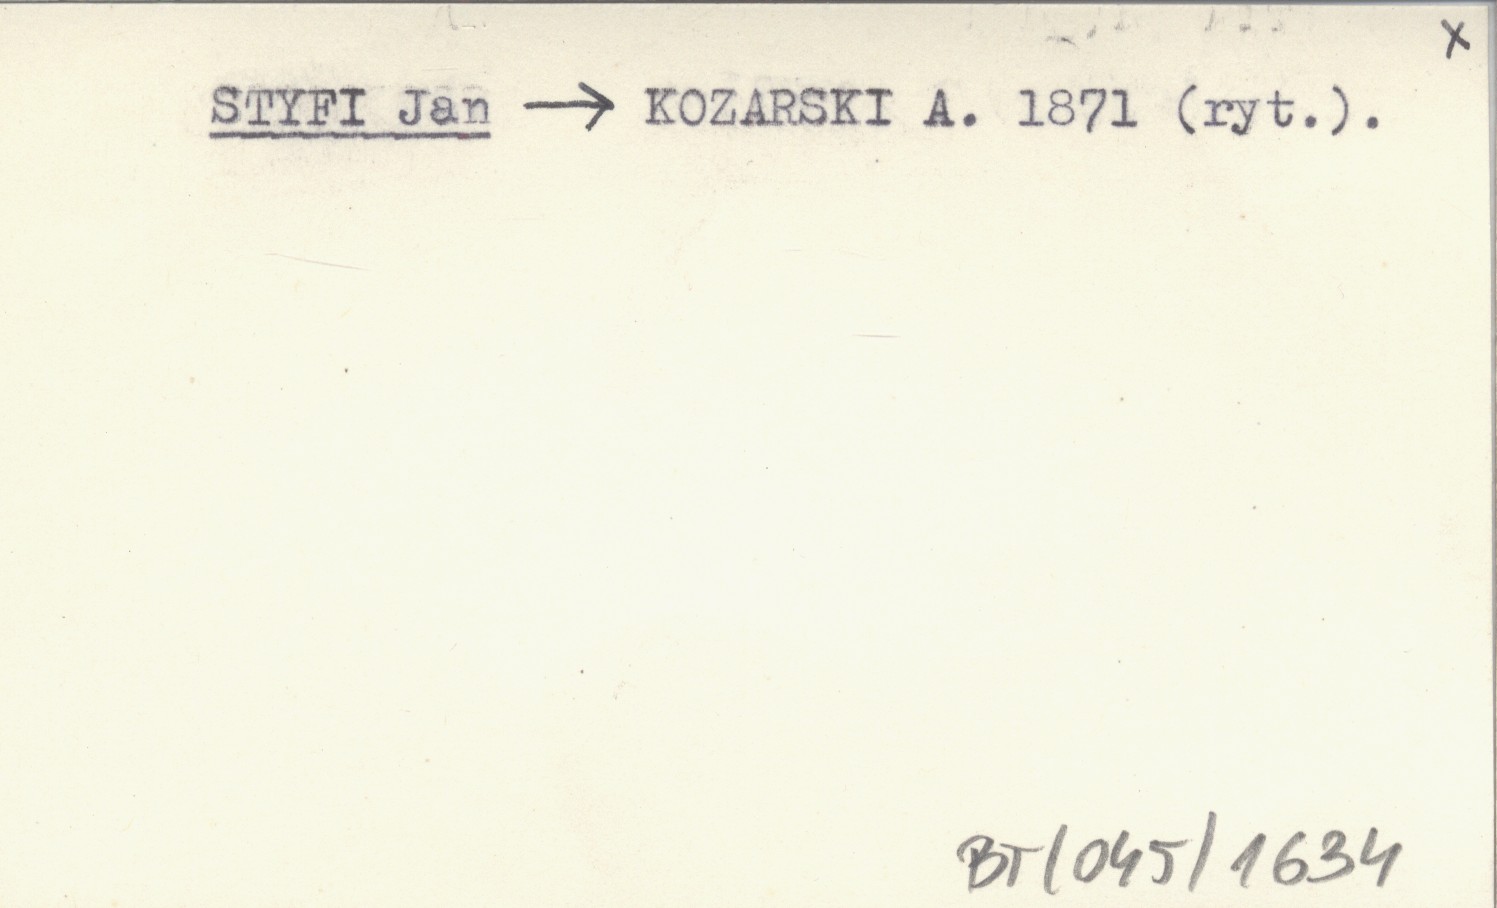 x
STYFI Jan → KOZARSKI A. 1871 (ryt.).
BT/045/1634